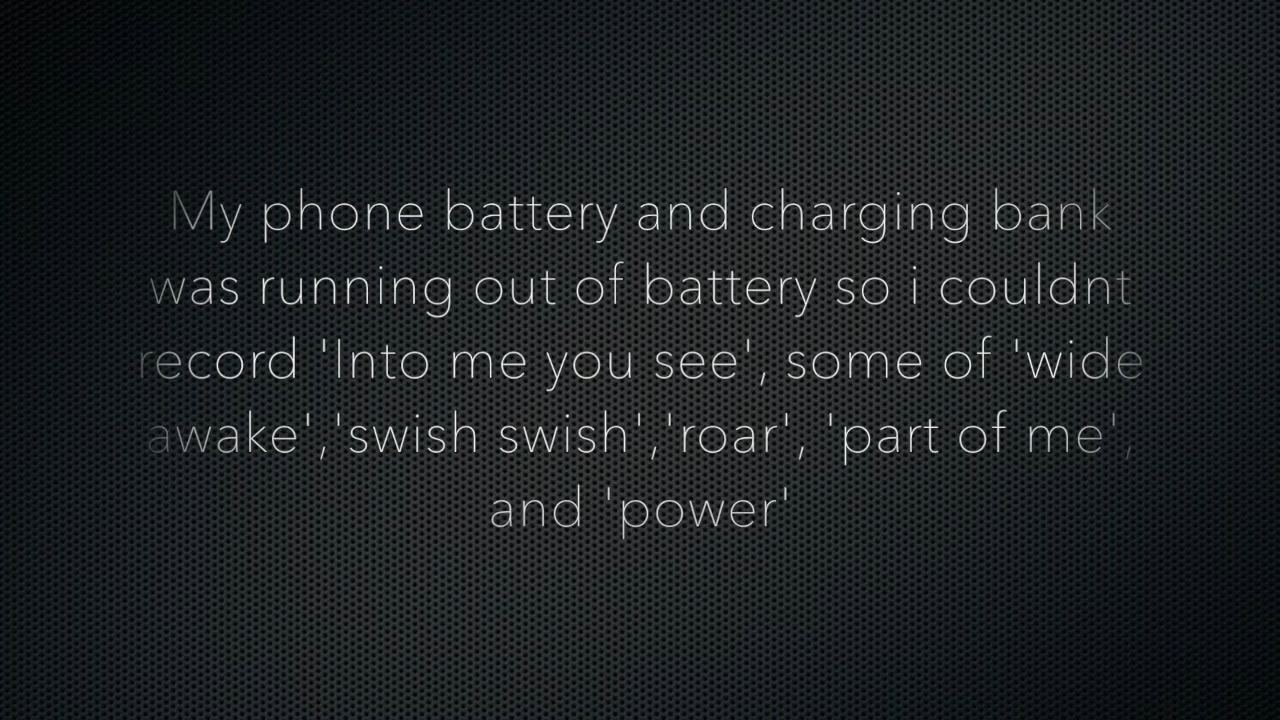 My phone battery and charging bank
was running out of battery so i couldnt
record 'Into me you see', some of 'wide
awake','swish swish','roar', 'part of me',
and 'power'